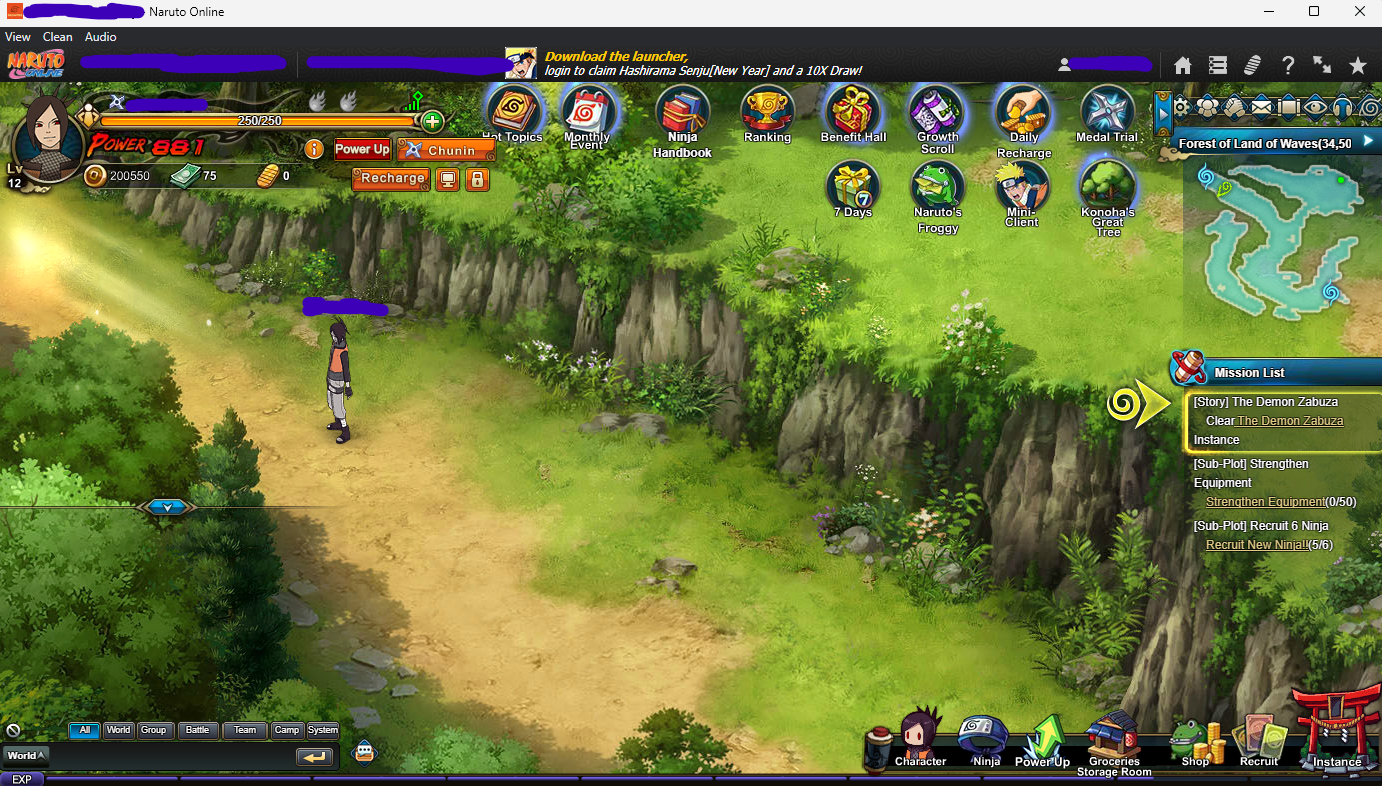 Naruto Online
View Clean Audio
NARUTO
ONLINE
Download the launcher,
login to claim Hashirama Senju[New Year] and a 10X Draw!
250/250
POWER 881
Power Up
Chunin
Lv
12
200550
75
0
Recharge
Hot Topics
Monthly
Event
Ninja
Handbook
Ranking
Benefit Hall
Growth
Scroll
Daily
Recharge
Medal Trial
7
7 Days
Naruto's
Froggy
Mini-
Client
Konoha's
Great
Tree
Forest of Land of Waves(34,50
Mission List
[Story] The Demon Zabuza
Clear The Demon Zabuza
Instance
[Sub-Plot] Strengthen
Equipment
Strengthen Equipment(0/50)
[Sub-Plot] Recruit 6 Ninja
Recruit New Ninja!!(5/6)
All World Group Battle Team Camp System
World
EXP
Character
Ninja
Power Up
Groceries
Storage Room
Shop
Recruit
Instance